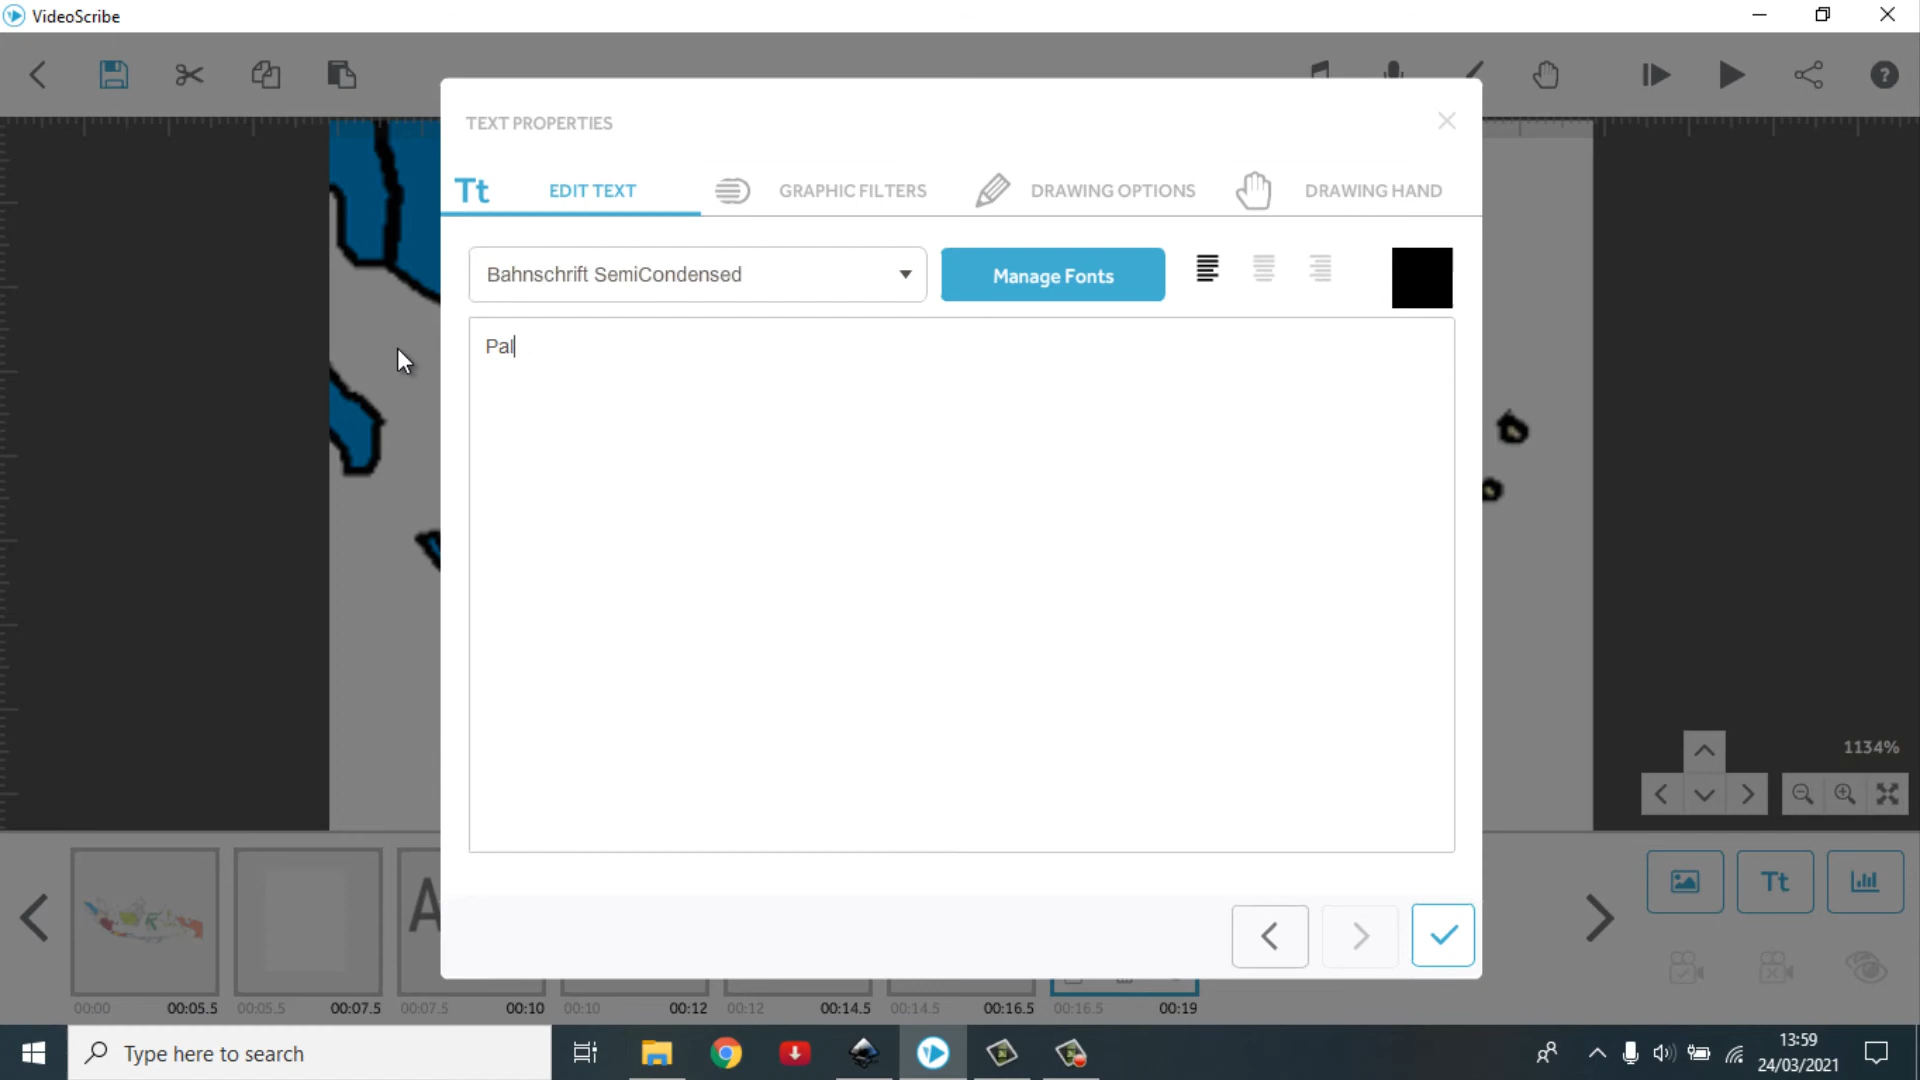 VideoScribe
TEXT PROPERTIES
Tt EDIT TEXT GRAPHIC FILTERS DRAWING OPTIONS DRAWING HAND
Bahnschrift SemiCondensed Manage Fonts
Pal
1134%
A
Tt
00:00 00:05.5 00:05.5 00:07.5 00:07.5 00:10 00:10 00:12 00:12 00:14.5 00:14.5 00:16.5 00:16.5 00:19
Type here to search
13:59
24/03/2021